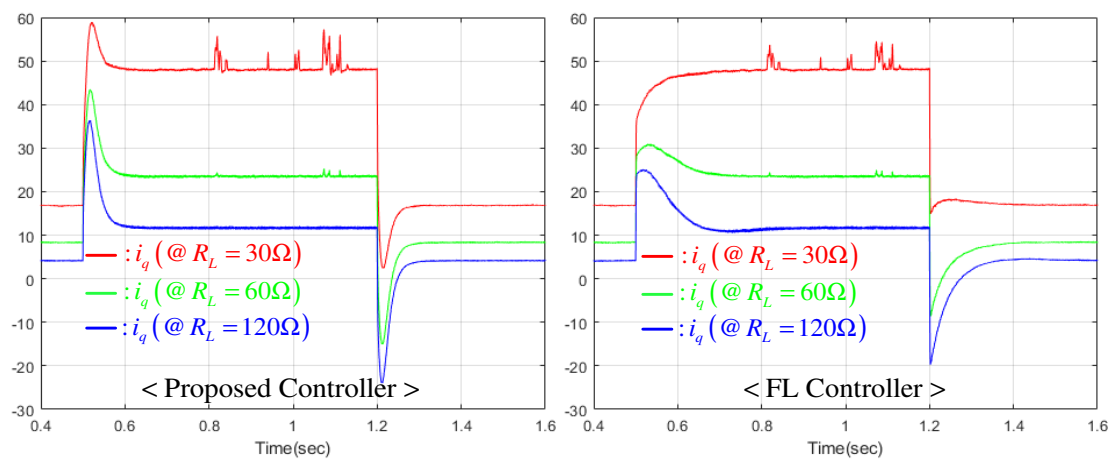 60
50
40
30
20
10
0
-10
-20
-30
: i_q (@ R_L = 30Ω)
: i_q (@ R_L = 60Ω)
: i_q (@ R_L = 120Ω)
< Proposed Controller >
0.4 0.6 0.8 1 1.2 1.4 1.6
Time(sec)
60
50
40
30
20
10
0
-10
-20
-30
: i_q (@ R_L = 30Ω)
: i_q (@ R_L = 60Ω)
: i_q (@ R_L = 120Ω)
< FL Controller >
0.4 0.6 0.8 1 1.2 1.4 1.6
Time(sec)